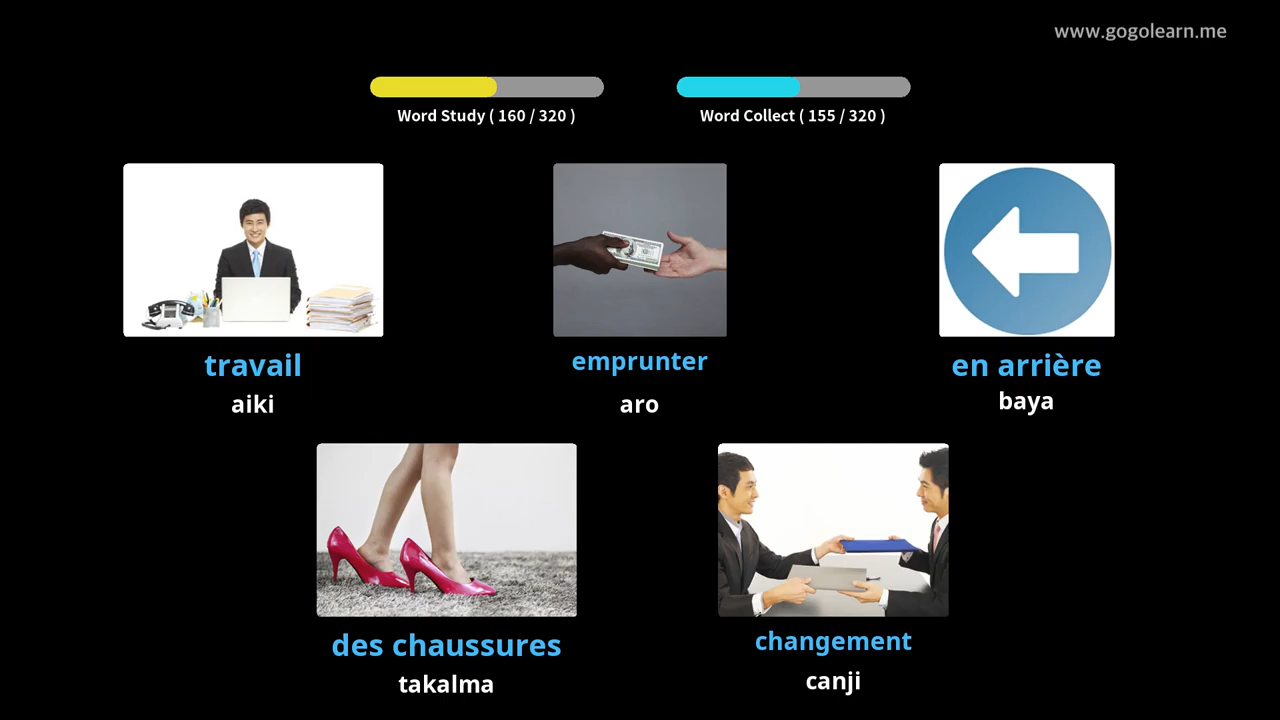 www.gogolearn.me
Word Study ( 160 / 320 )
Word Collect ( 155 / 320 )
travail
aiki
emprunter
aro
en arrière
baya
des chaussures
takalma
changement
canji